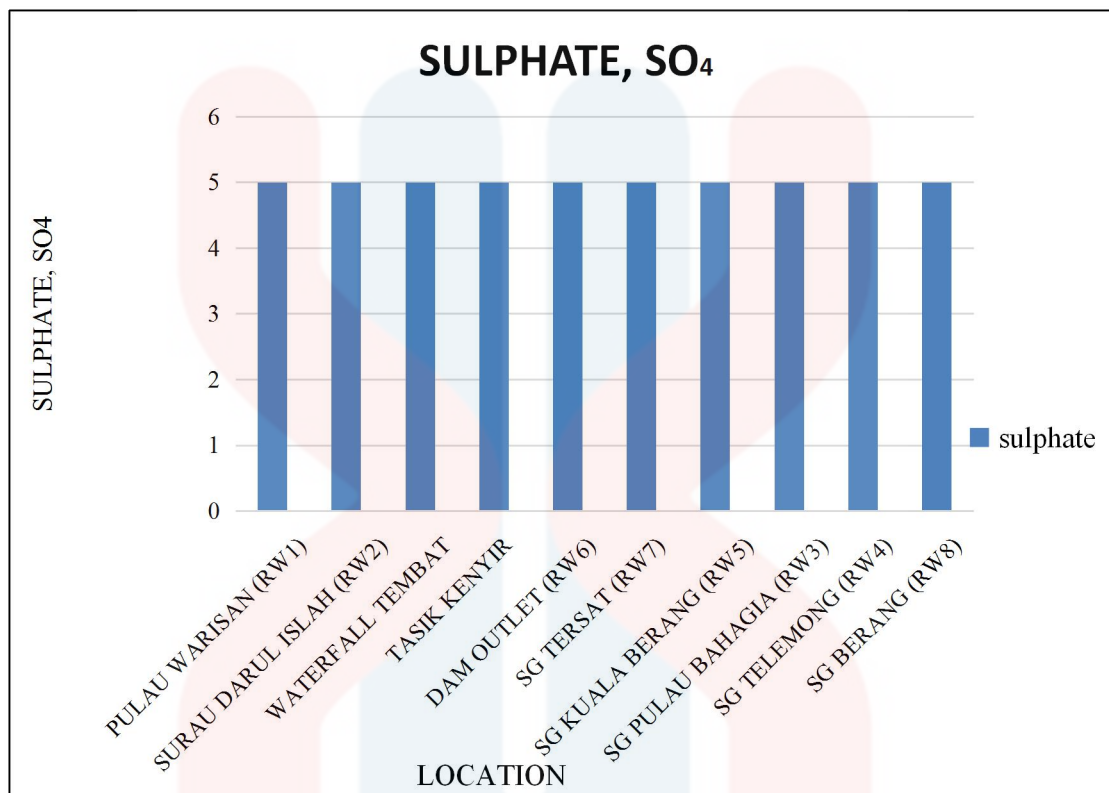 SULPHATE, SO₄
SULPHATE, SO4
6
5
4
3
2
1
0
sulphate
PULAU WARISAN (RW1)
SURAU DARUL ISLAH (RW2)
WATERFALL TEMBAT
TASIK KENYIR
DAM OUTLET (RW6)
SG TERSAT (RW7)
SG KUALA BERANG (RW5)
SG PULAU BAHAGIA (RW3)
SG TELEMONG (RW4)
SG BERANG (RW8)
LOCATION